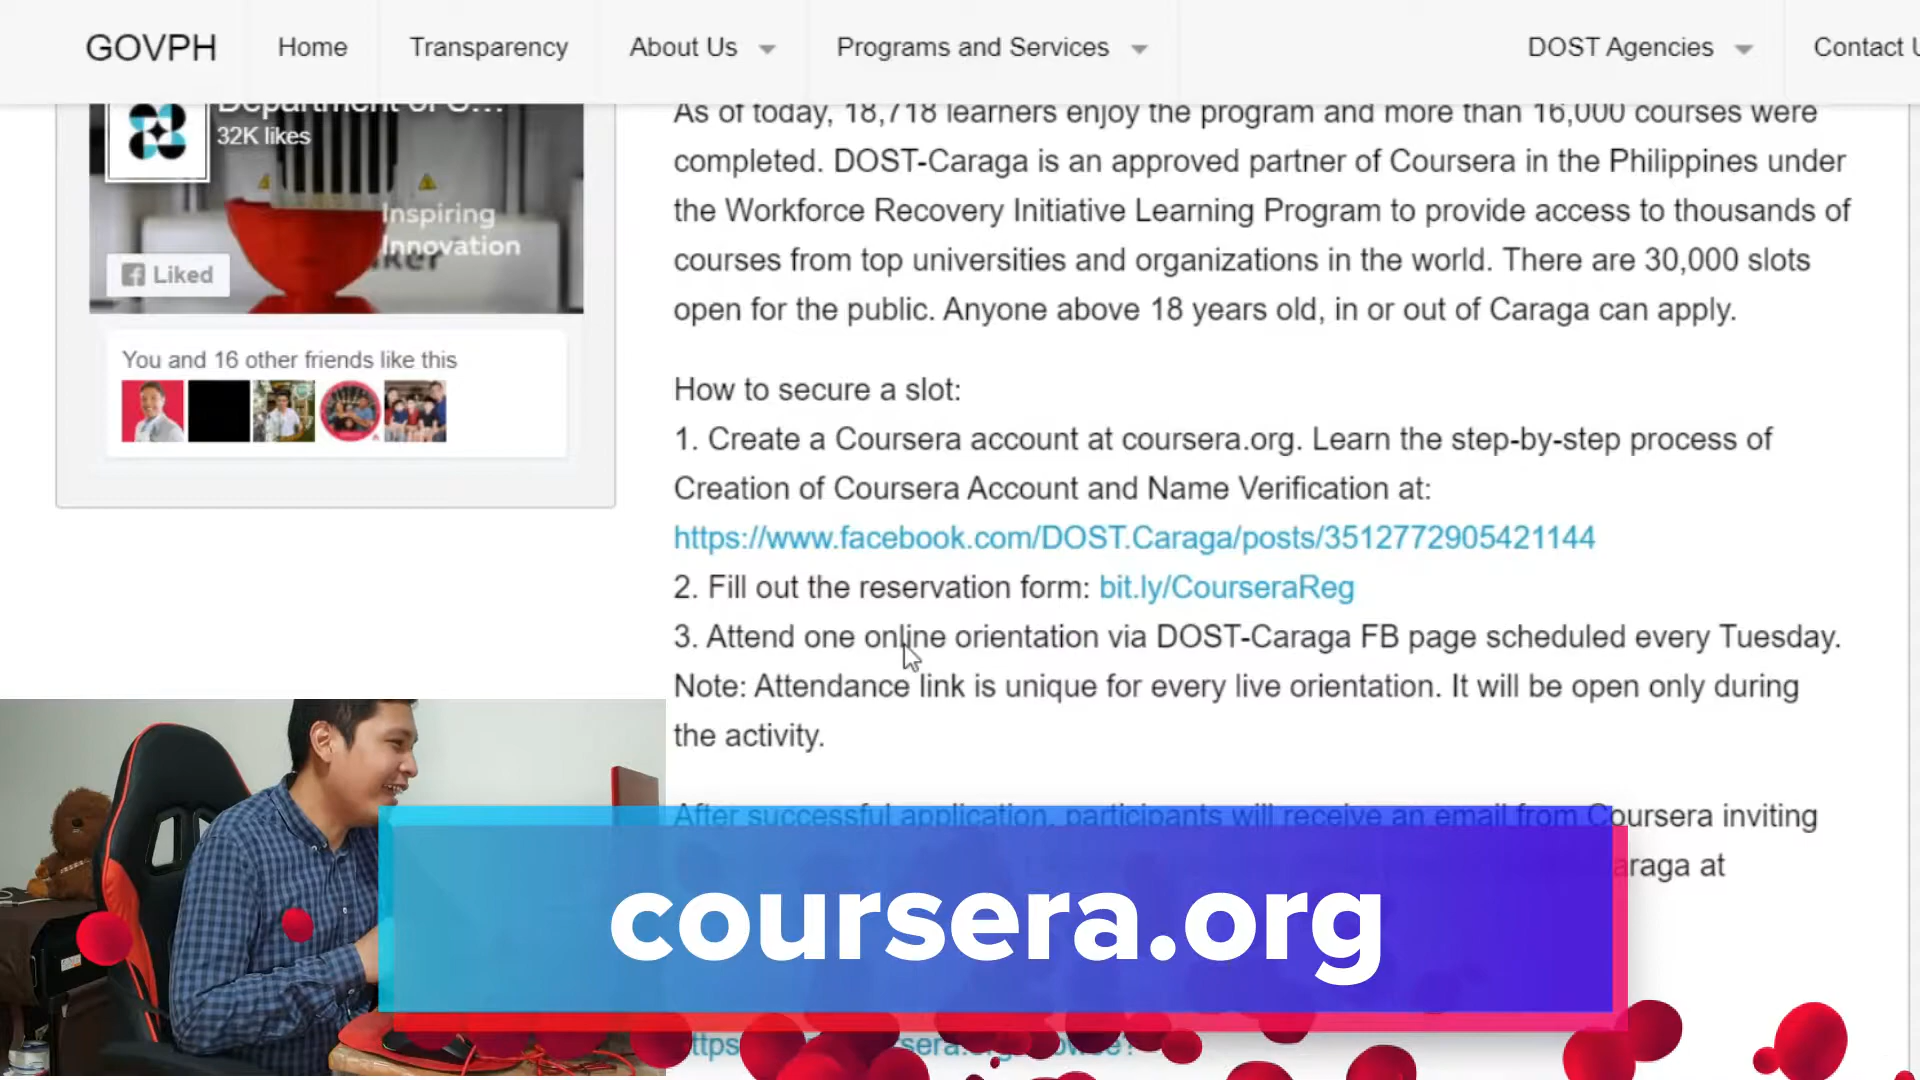 GOVPH Home Transparency About Us Programs and Services DOST Agencies Contact
32K likes
Inspiring
Innovation
Liked
You and 16 other friends like this
As of today, 18,718 learners enjoy the program and more than 16,000 courses were
completed. DOST-Caraga is an approved partner of Coursera in the Philippines under
the Workforce Recovery Initiative Learning Program to provide access to thousands of
courses from top universities and organizations in the world. There are 30,000 slots
open for the public. Anyone above 18 years old, in or out of Caraga can apply.
How to secure a slot:
1. Create a Coursera account at coursera.org. Learn the step-by-step process of
Creation of Coursera Account and Name Verification at:
https://www.facebook.com/DOST.Caraga/posts/3512772905421144
2. Fill out the reservation form: bit.ly/CourseraReg
3. Attend one online orientation via DOST-Caraga FB page scheduled every Tuesday.
Note: Attendance link is unique for every live orientation. It will be open only during
the activity.
After successful application, participants will receive an email from Coursera inviting
at
coursera.org